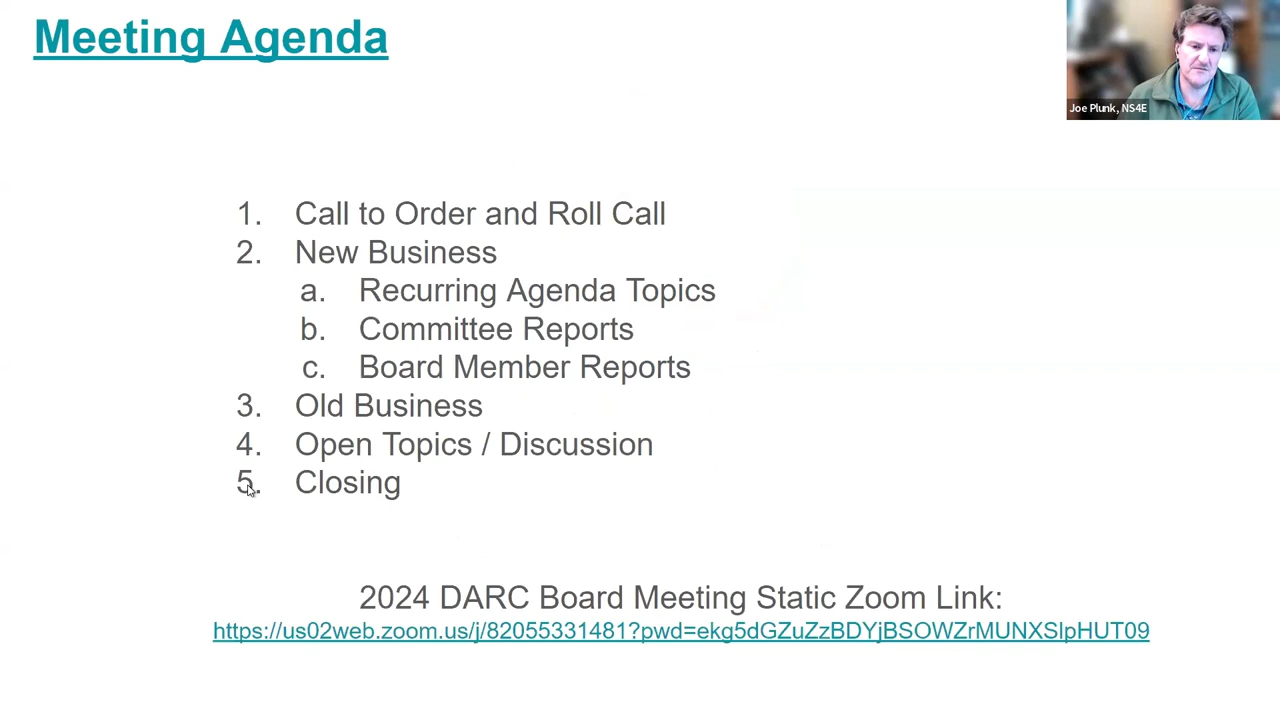 Meeting Agenda
Joe Plunk, NS4E
1. Call to Order and Roll Call
2. New Business
a. Recurring Agenda Topics
b. Committee Reports
c. Board Member Reports
3. Old Business
4. Open Topics / Discussion
5. Closing
2024 DARC Board Meeting Static Zoom Link:
https://us02web.zoom.us/j/82055331481?pwd=ekg5dGZuZzBDYjBSOWZrMUNXSlpHUT09